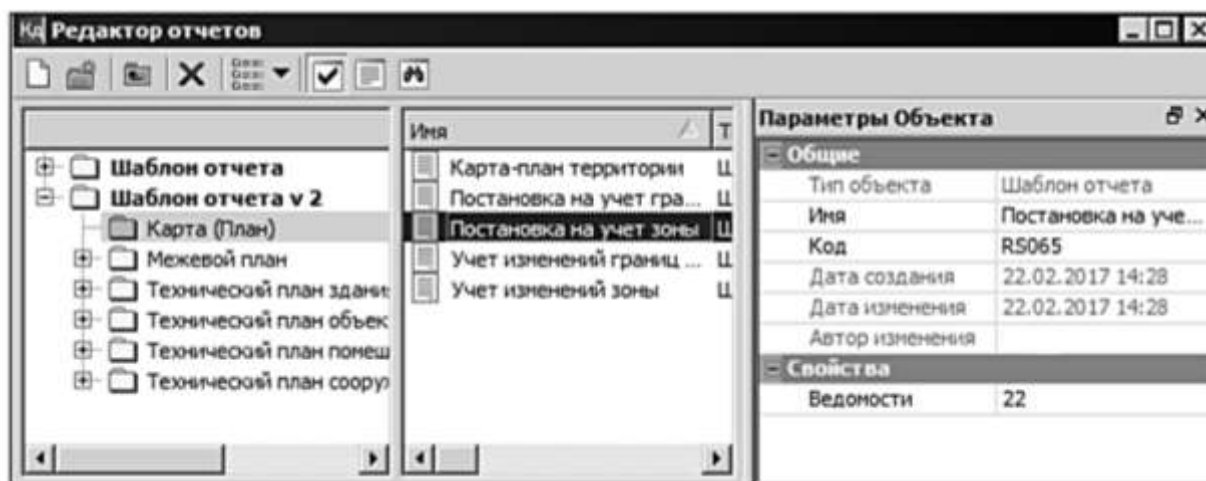 Кд Редактор отчетов
Шаблон отчета
Шаблон отчета v 2
Карта (План)
Межевой план
Технический план здани
Технический план объек
Технический план помещ
Технический план соору
Имя Т
Карта-план территории Ш
Постановка на учет гра... Ш
Постановка на учет зоны Ш
Учет изменений границ ... Ш
Учет изменений зоны Ш
Параметры Объекта
Общие
Тип объекта Шаблон отчета
Имя Постановка на уче...
Код RS065
Дата создания 22.02.2017 14:28
Дата изменения 22.02.2017 14:28
Автор изменения
Свойства
Ведомости 22